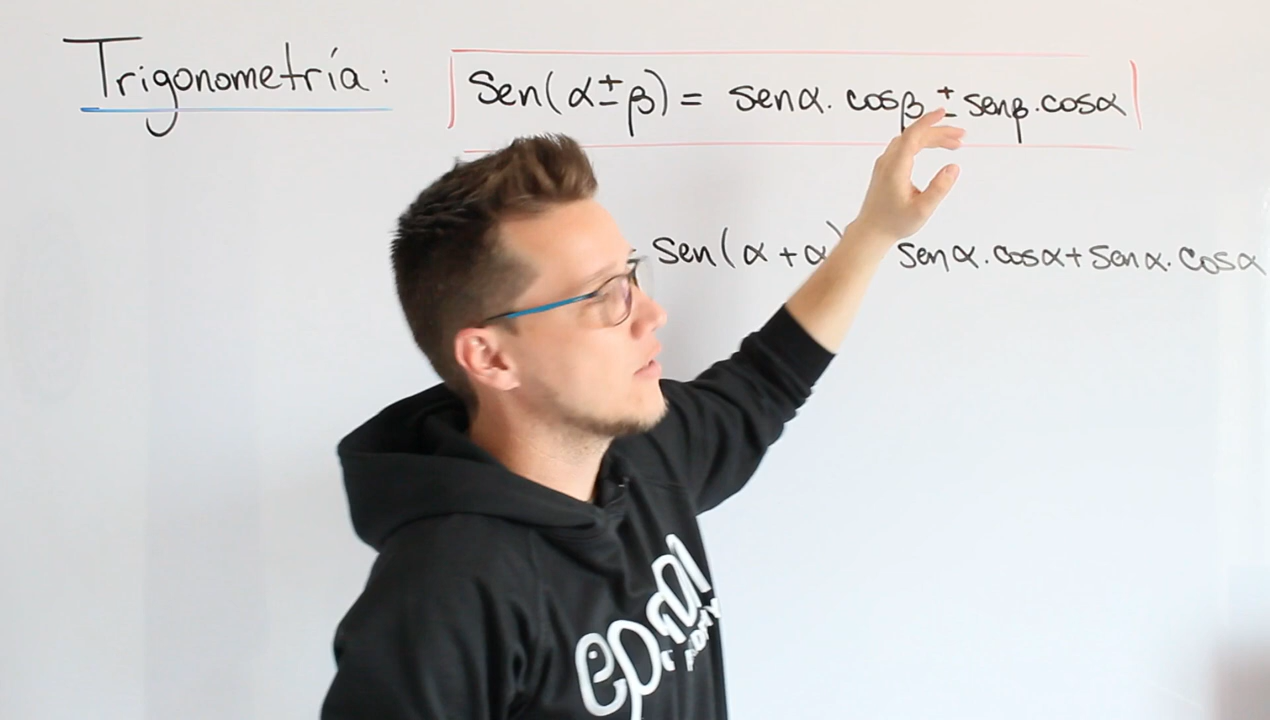 Trigonometría:
Sen(α ± β) = senα. cosβ ± senβ.cosα
Sen(α + α) senα.cosα+senα.cosα